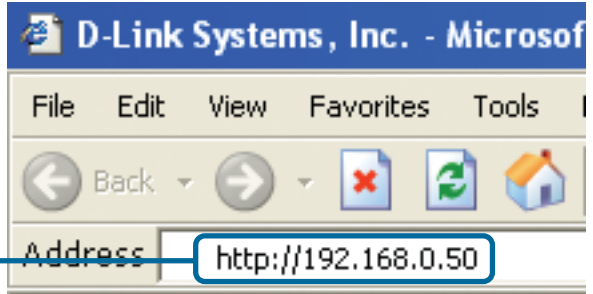 D-Link Systems, Inc. - Microsof
File Edit View Favorites Tools
Back
Address http://192.168.0.50